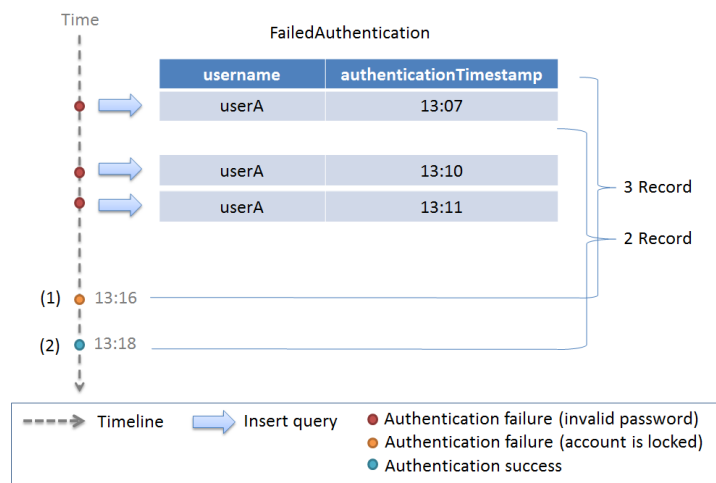 Time
FailedAuthentication
username authenticationTimestamp
userA 13:07
userA 13:10
userA 13:11
3 Record
2 Record
(1) 13:16
(2) 13:18
Timeline Insert query Authentication failure (invalid password)
Authentication failure (account is locked)
Authentication success